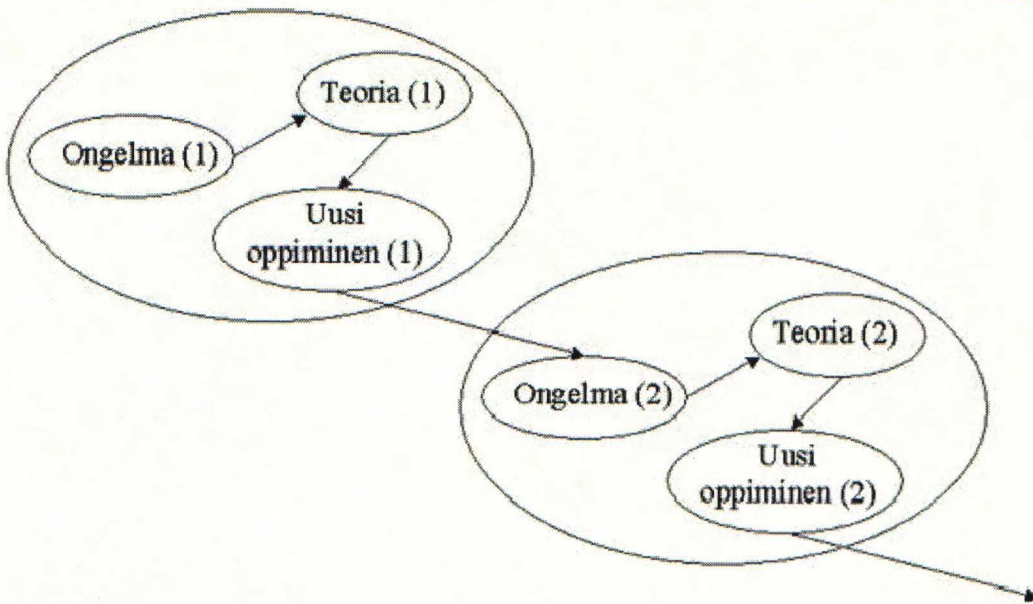 Teoria (1)
Ongelma (1)
Uusi
oppiminen (1)
Teoria (2)
Ongelma (2)
Uusi
oppiminen (2)